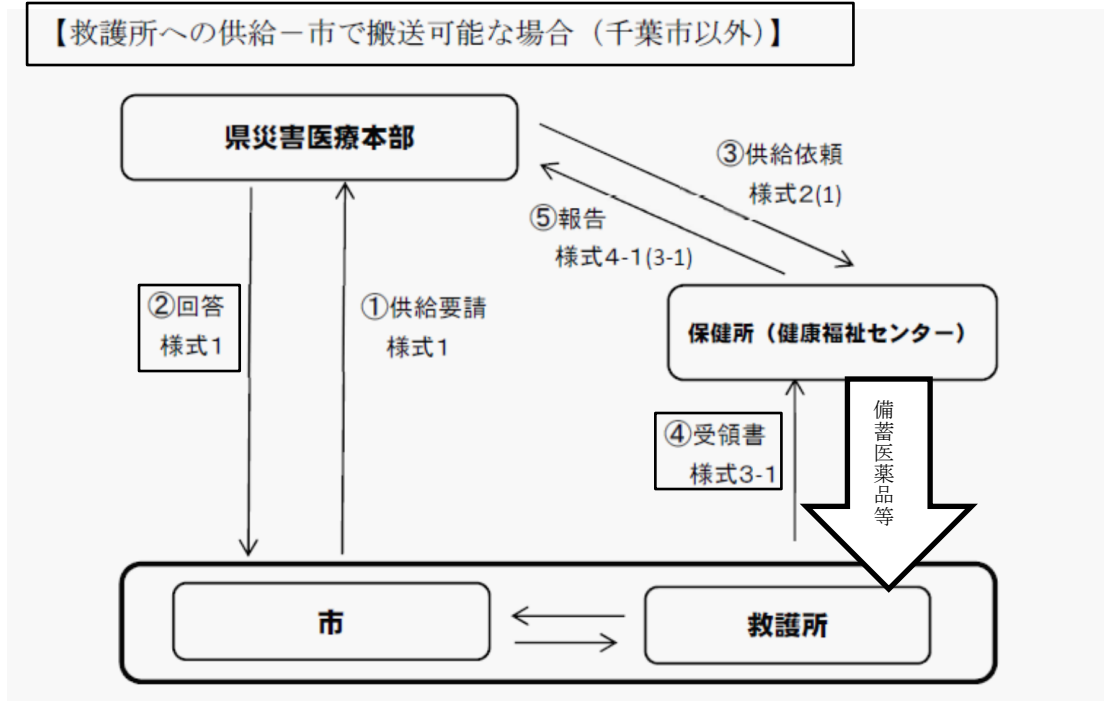 【救護所への供給－市で搬送可能な場合（千葉市以外）】
県災害医療本部
③供給依頼
様式2(1)
⑤報告
様式4-1(3-1)
②回答
様式1
①供給要請
様式1
保健所（健康福祉センター）
備蓄医薬品等
④受領書
様式3-1
市
救護所